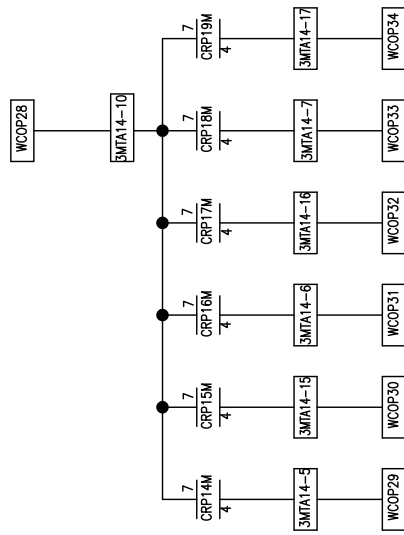 WCOP28
3MTA14-10
7 7 7 7 7 7
CRP14M CRP15M CRP16M CRP17M CRP18M CRP19M
4 4 4 4 4 4
3MTA14-5 3MTA14-15 3MTA14-6 3MTA14-16 3MTA14-7 3MTA14-17
WCOP29 WCOP30 WCOP31 WCOP32 WCOP33 WCOP34